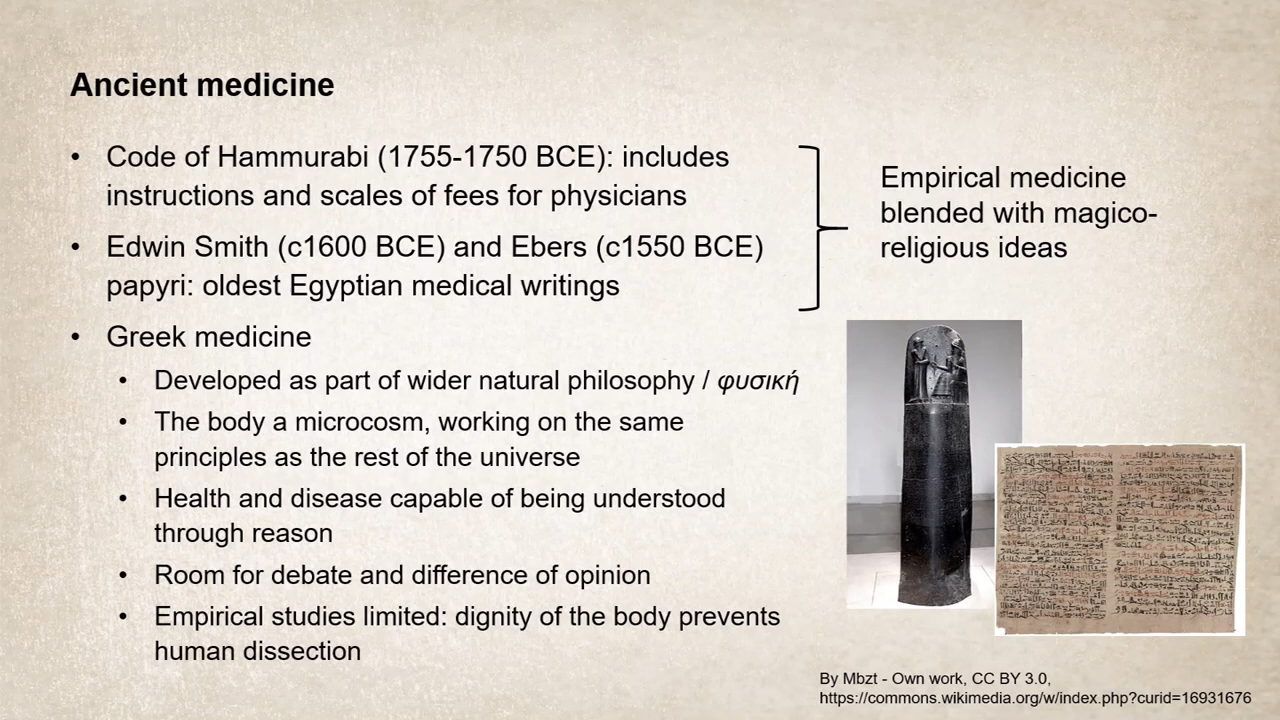 Ancient medicine
• Code of Hammurabi (1755-1750 BCE): includes
instructions and scales of fees for physicians
• Edwin Smith (c1600 BCE) and Ebers (c1550 BCE)
papyri: oldest Egyptian medical writings
Empirical medicine
blended with magico-
religious ideas
• Greek medicine
• Developed as part of wider natural philosophy / φυσική
• The body a microcosm, working on the same
principles as the rest of the universe
• Health and disease capable of being understood
through reason
• Room for debate and difference of opinion
• Empirical studies limited: dignity of the body prevents
human dissection
By Mbzt - Own work, CC BY 3.0,
https://commons.wikimedia.org/w/index.php?curid=16931676